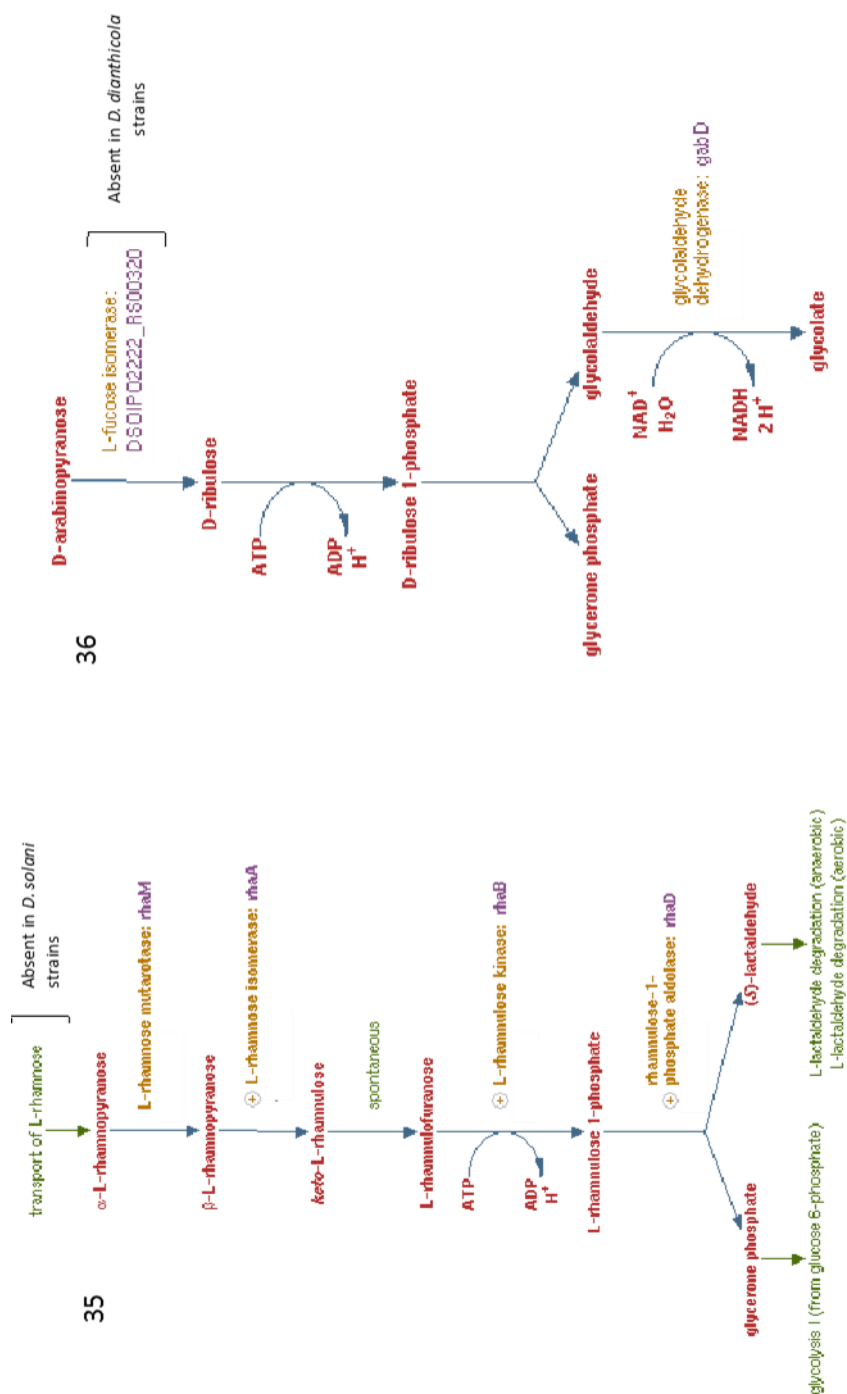 35
transport of L-rhamnose
Absent in D. solani
strains
α-L-rhamnopyranose
L-rhamnose mutarotase: rhaM
β-L-rhamnopyranose
+ L-rhamnose isomerase: rhaA
keto-L-rhamnulose
spontaneous
L-rhamnulofuranose
ATP
ADP
H+
+ L-rhamnulose kinase: rhaB
L-rhamnulose 1-phosphate
rhamnulose-1-
+ phosphate aldolase: rhaD
glycerone phosphate
(S)-lactaldehyde
glycolysis I (from glucose 6-phosphate)
L-lactaldehyde degradation (anaerobic)
L-lactaldehyde degradation (aerobic)
36
D-arabinopyranose
L-fucose isomerase:
DSOIPO2222_RS00320
Absent in D. dianthicola
strains
D-ribulose
ATP
ADP
H+
D-ribulose 1-phosphate
glycerone phosphate
glycolaldehyde
NAD+
H2O
NADH
2 H+
glycolaldehyde
dehydrogenase: gabD
glycolate